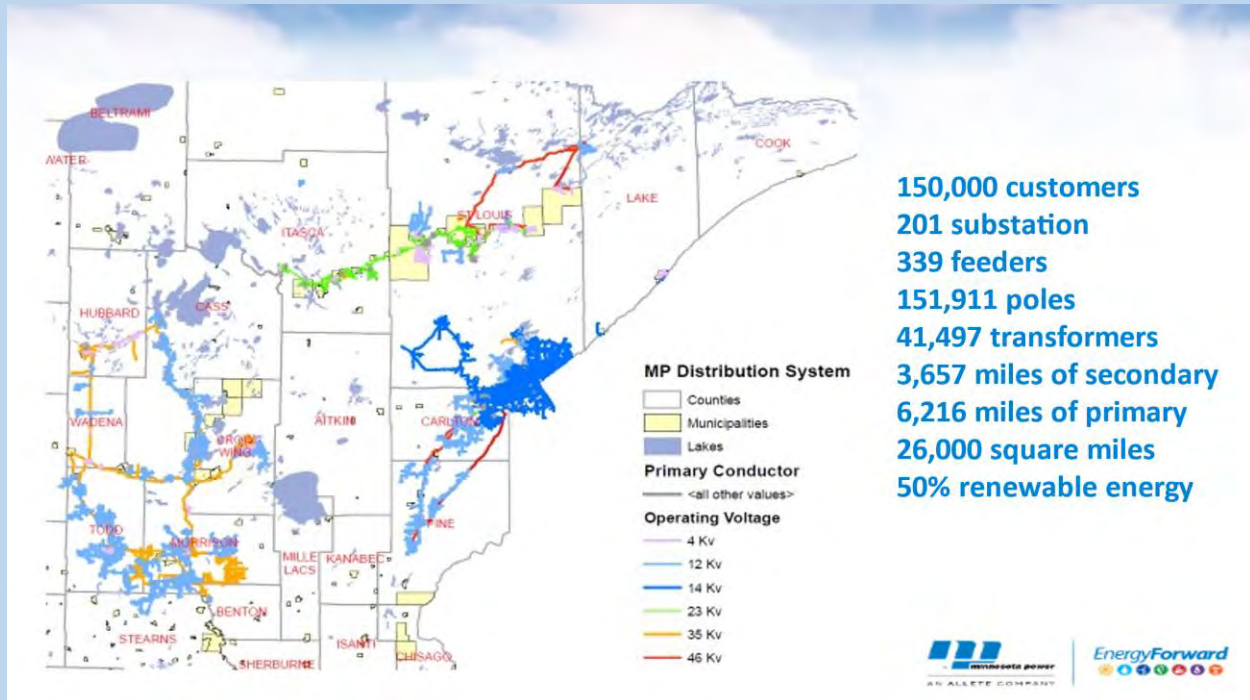 BELTRAMI
WATER-
COOK
LAKE
ST LOUIS
ITASCA
HUBBARD
CASS
WADENA
AITKIN
CARLTON
CROW
WING
TODD
MORRISON
PINE
MILLE
LACS
KANABEC
BENTON
STEARNS
ISANTI
SHERBURNE
CHISAGO
MP Distribution System
Counties
Municipalities
Lakes
Primary Conductor
<all other values>
Operating Voltage
4 Kv
12 Kv
14 Kv
23 Kv
35 Kv
46 Kv
150,000 customers
201 substation
339 feeders
151,911 poles
41,497 transformers
3,657 miles of secondary
6,216 miles of primary
26,000 square miles
50% renewable energy
minnesota power
AN ALLETE COMPANY
EnergyForward